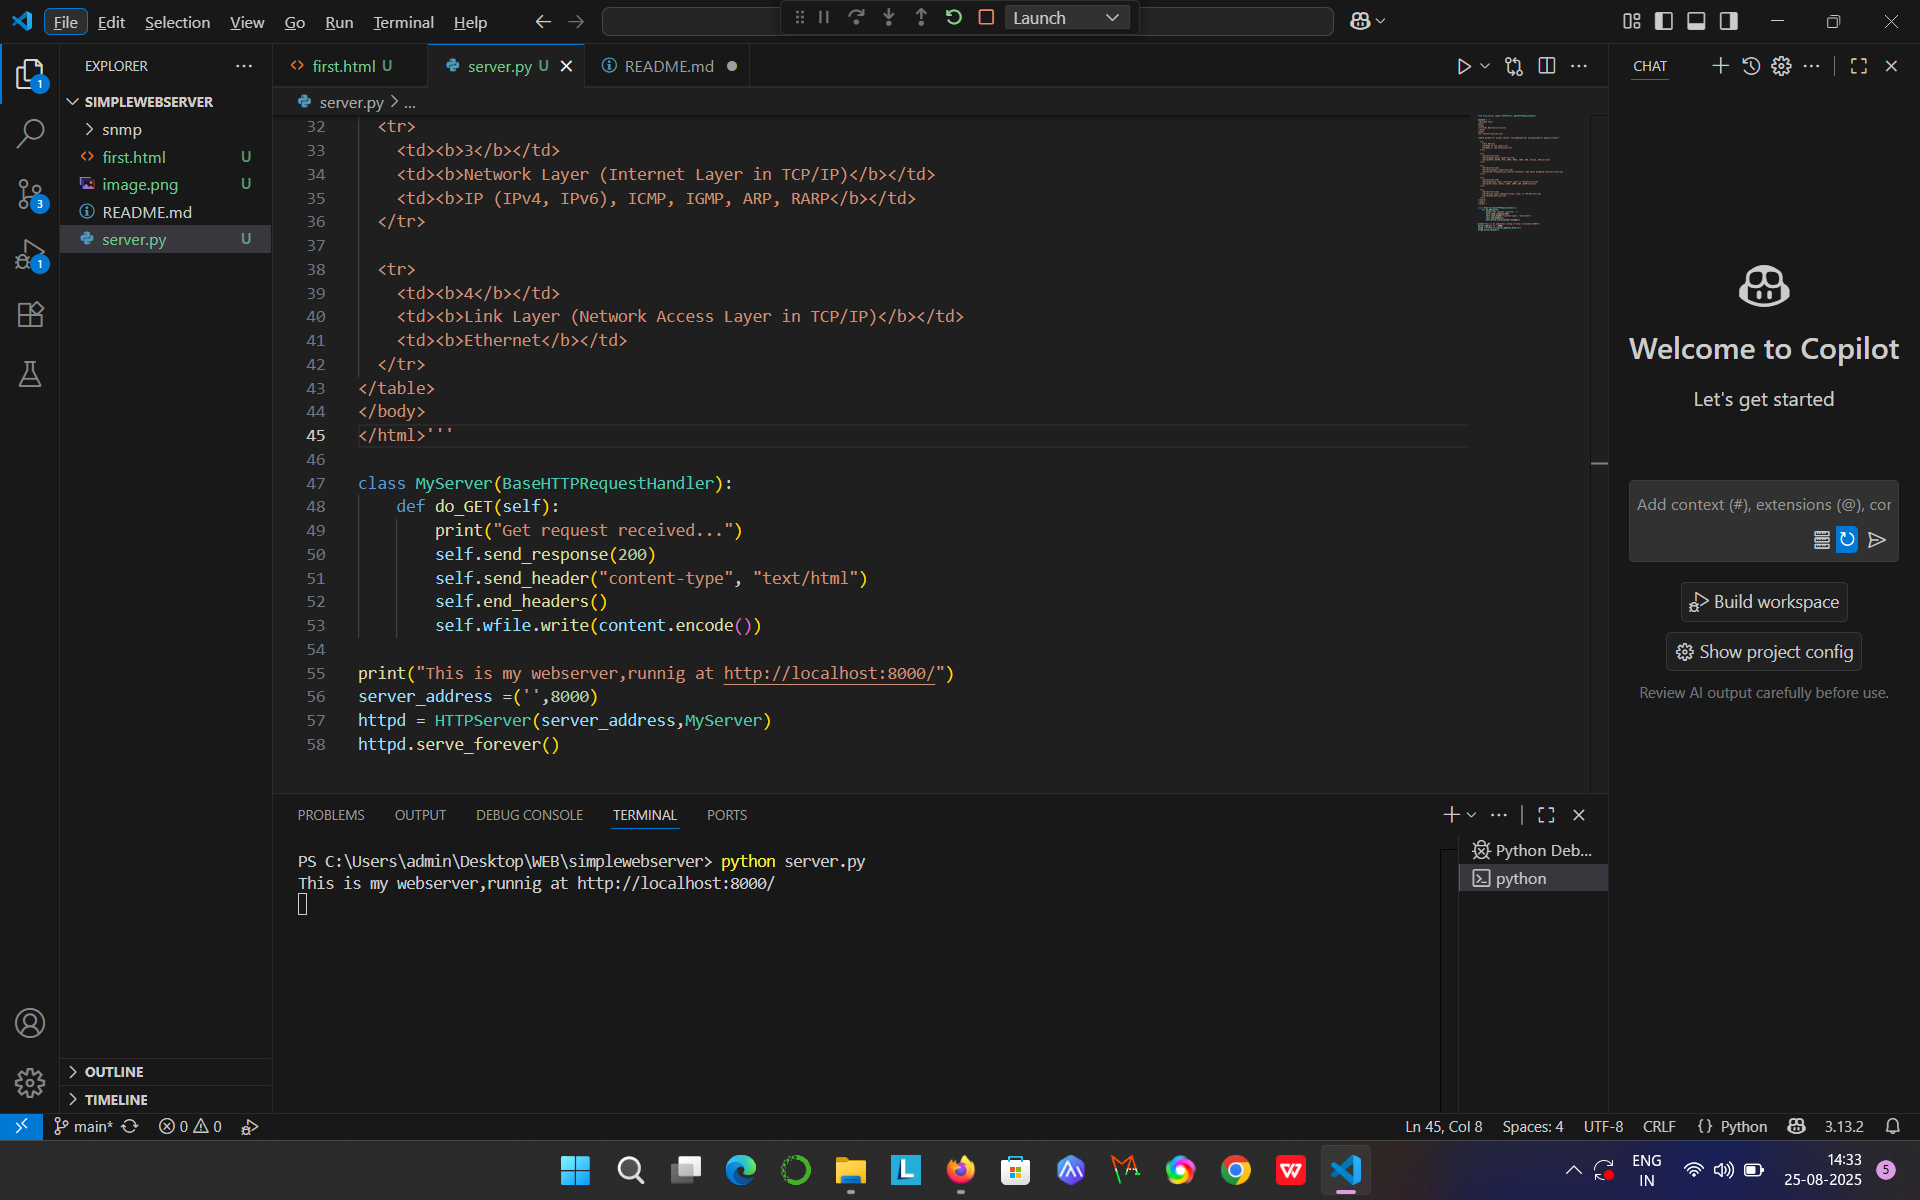 File Edit Selection View Go Run Terminal Help
Launch
EXPLORER
first.html U
server.py U
README.md
CHAT
SIMPLEWEBSERVER
snmp
first.html U
image.png U
README.md
server.py U
1
3
1
server.py > ...
32 <tr>
33 <td><b>3</b></td>
34 <td><b>Network Layer (Internet Layer in TCP/IP)</b></td>
35 <td><b>IP (IPv4, IPv6), ICMP, IGMP, ARP, RARP</b></td>
36 </tr>
37
38 <tr>
39 <td><b>4</b></td>
40 <td><b>Link Layer (Network Access Layer in TCP/IP)</b></td>
41 <td><b>Ethernet</b></td>
42 </tr>
43 </table>
44 </body>
45 </html>'''
46
47 class MyServer(BaseHTTPRequestHandler):
48 def do_GET(self):
49 print("Get request received...")
50 self.send_response(200)
51 self.send_header("content-type", "text/html")
52 self.end_headers()
53 self.wfile.write(content.encode())
54
55 print("This is my webserver,runnig at http://localhost:8000/")
56 server_address =('',8000)
57 httpd = HTTPServer(server_address,MyServer)
58 httpd.serve_forever()
Welcome to Copilot
Let's get started
Add context (#), extensions (@), cor
Build workspace
Show project config
Review AI output carefully before use.
PROBLEMS OUTPUT DEBUG CONSOLE TERMINAL PORTS
PS C:\Users\admin\Desktop\WEB\simplewebserver> python server.py
This is my webserver,runnig at http://localhost:8000/
Python Deb...
python
OUTLINE
TIMELINE
main* 0 0
Ln 45, Col 8 Spaces: 4 UTF-8 CRLF {} Python 3.13.2
ENG
IN
14:33
25-08-2025
5